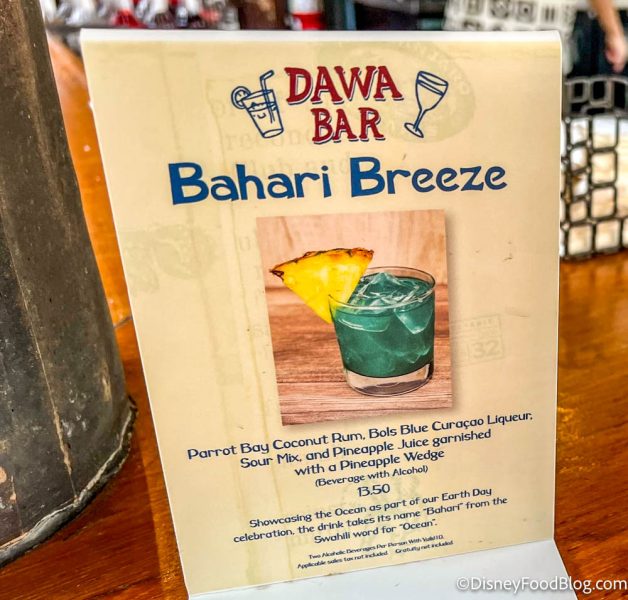 DAWA
BAR
Bahari Breeze
Parrot Bay Coconut Rum, Bols Blue Curaçao Liqueur,
Sour Mix, and Pineapple Juice garnished
with a Pineapple Wedge
(Beverage with Alcohol)
13.50
Showcasing the Ocean as part of our Earth Day
celebration, the drink takes its name "Bahari" from the
Swahili word for "Ocean".
Two Alcoholic Beverages Per Person With Valid I.D.
Applicable sales tax not included. Gratuity not included.
©DisneyFoodBlog.com